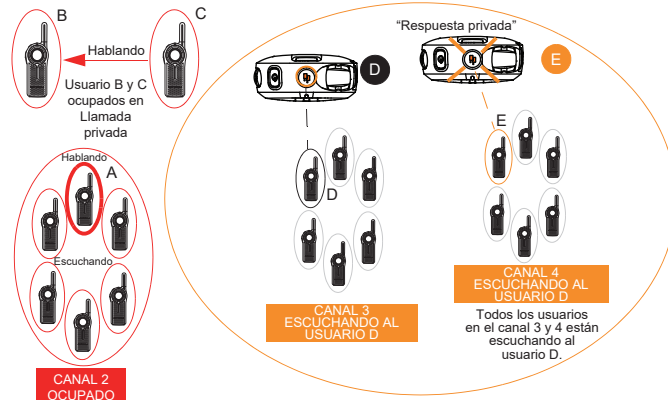 B
C
Hablando
Usuario B y C
ocupados en
Llamada
privada
Hablando
A
Escuchando
CANAL 2
OCUPADO
“Respuesta privada”
D
E
D
CANAL 3
ESCUCHANDO AL
USUARIO D
E
CANAL 4
ESCUCHANDO AL
USUARIO D
Todos los usuarios
en el canal 3 y 4 están
escuchando al
usuario D.